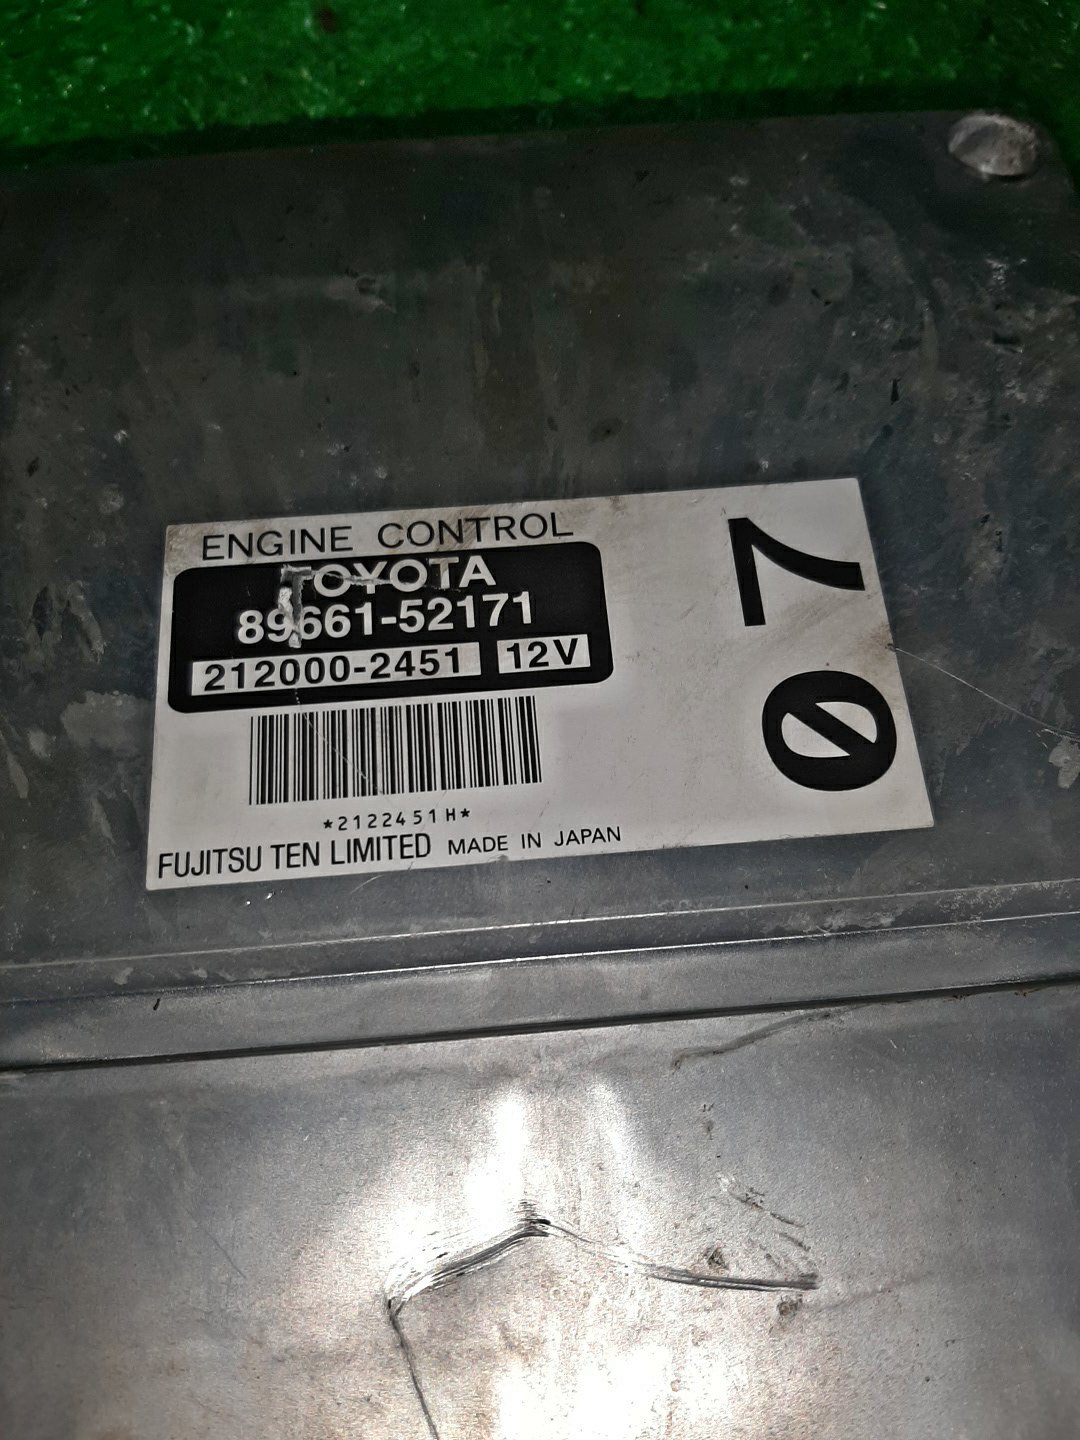 ENGINE CONTROL
TOYOTA
89661-52171
212000-2451 12V
*2122451H*
FUJITSU TEN LIMITED MADE IN JAPAN
70